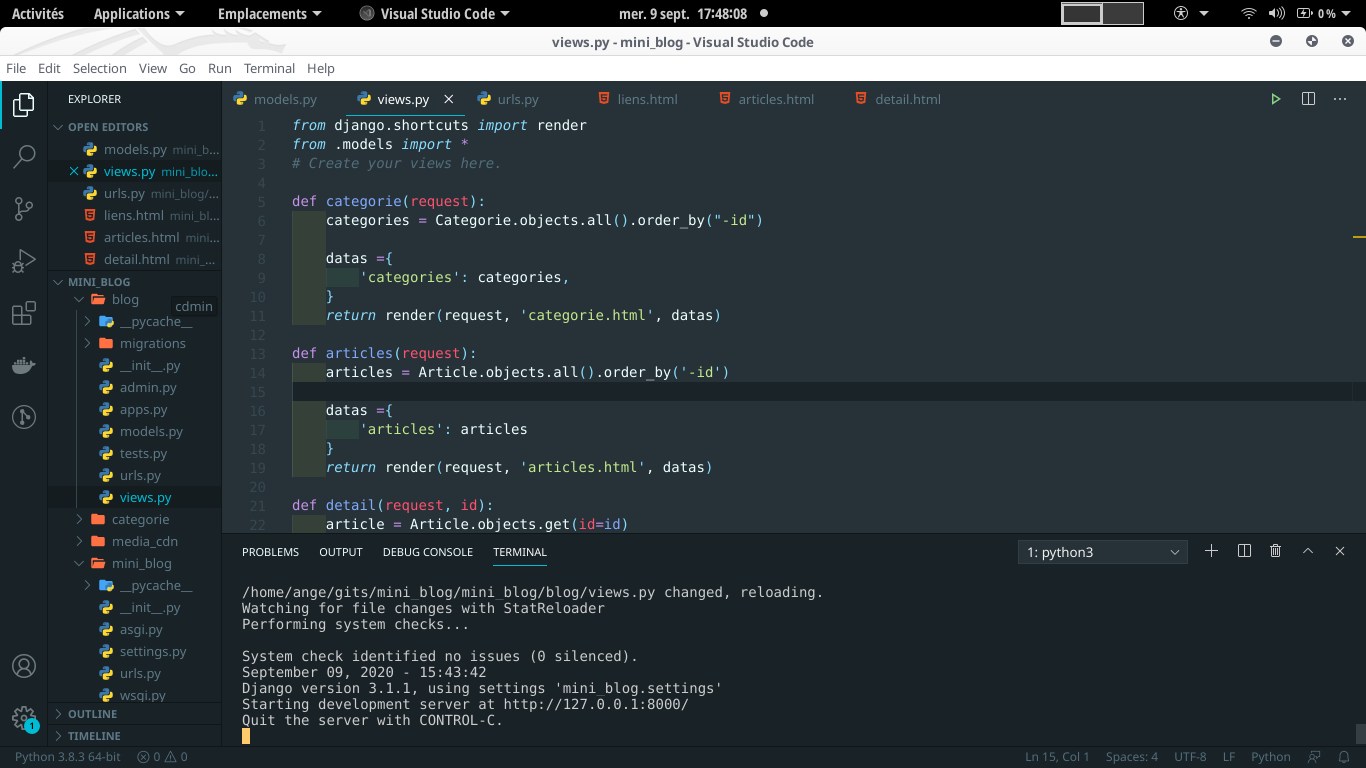 Activités Applications Emplacements Visual Studio Code mer. 9 sept. 17:48:08 0 %
views.py - mini_blog - Visual Studio Code
File Edit Selection View Go Run Terminal Help
EXPLORER
OPEN EDITORS
models.py mini_b...
views.py mini_blo...
urls.py mini_blog/...
liens.html mini_bl...
articles.html mini...
detail.html mini_...
MINI_BLOG
blog
cdmin
__pycache__
migrations
__init__.py
admin.py
apps.py
models.py
tests.py
urls.py
views.py
categorie
media_cdn
mini_blog
__pycache__
__init__.py
asgi.py
settings.py
urls.py
wsgi.py
OUTLINE
TIMELINE
1
models.py views.py urls.py liens.html articles.html detail.html
1 from django.shortcuts import render
2 from .models import *
3 # Create your views here.
4
5 def categorie(request):
6 categories = Categorie.objects.all().order_by("-id")
7
8 datas ={
9 'categories': categories,
10 }
11 return render(request, 'categorie.html', datas)
12
13 def articles(request):
14 articles = Article.objects.all().order_by('-id')
15
16 datas ={
17 'articles': articles
18 }
19 return render(request, 'articles.html', datas)
20
21 def detail(request, id):
22 article = Article.objects.get(id=id)
PROBLEMS OUTPUT DEBUG CONSOLE TERMINAL 1: python3
/home/ange/gits/mini_blog/mini_blog/blog/views.py changed, reloading.
Watching for file changes with StatReloader
Performing system checks...
System check identified no issues (0 silenced).
September 09, 2020 - 15:43:42
Django version 3.1.1, using settings 'mini_blog.settings'
Starting development server at http://127.0.0.1:8000/
Quit the server with CONTROL-C.
Python 3.8.3 64-bit 0 0 Ln 15, Col 1 Spaces: 4 UTF-8 LF Python